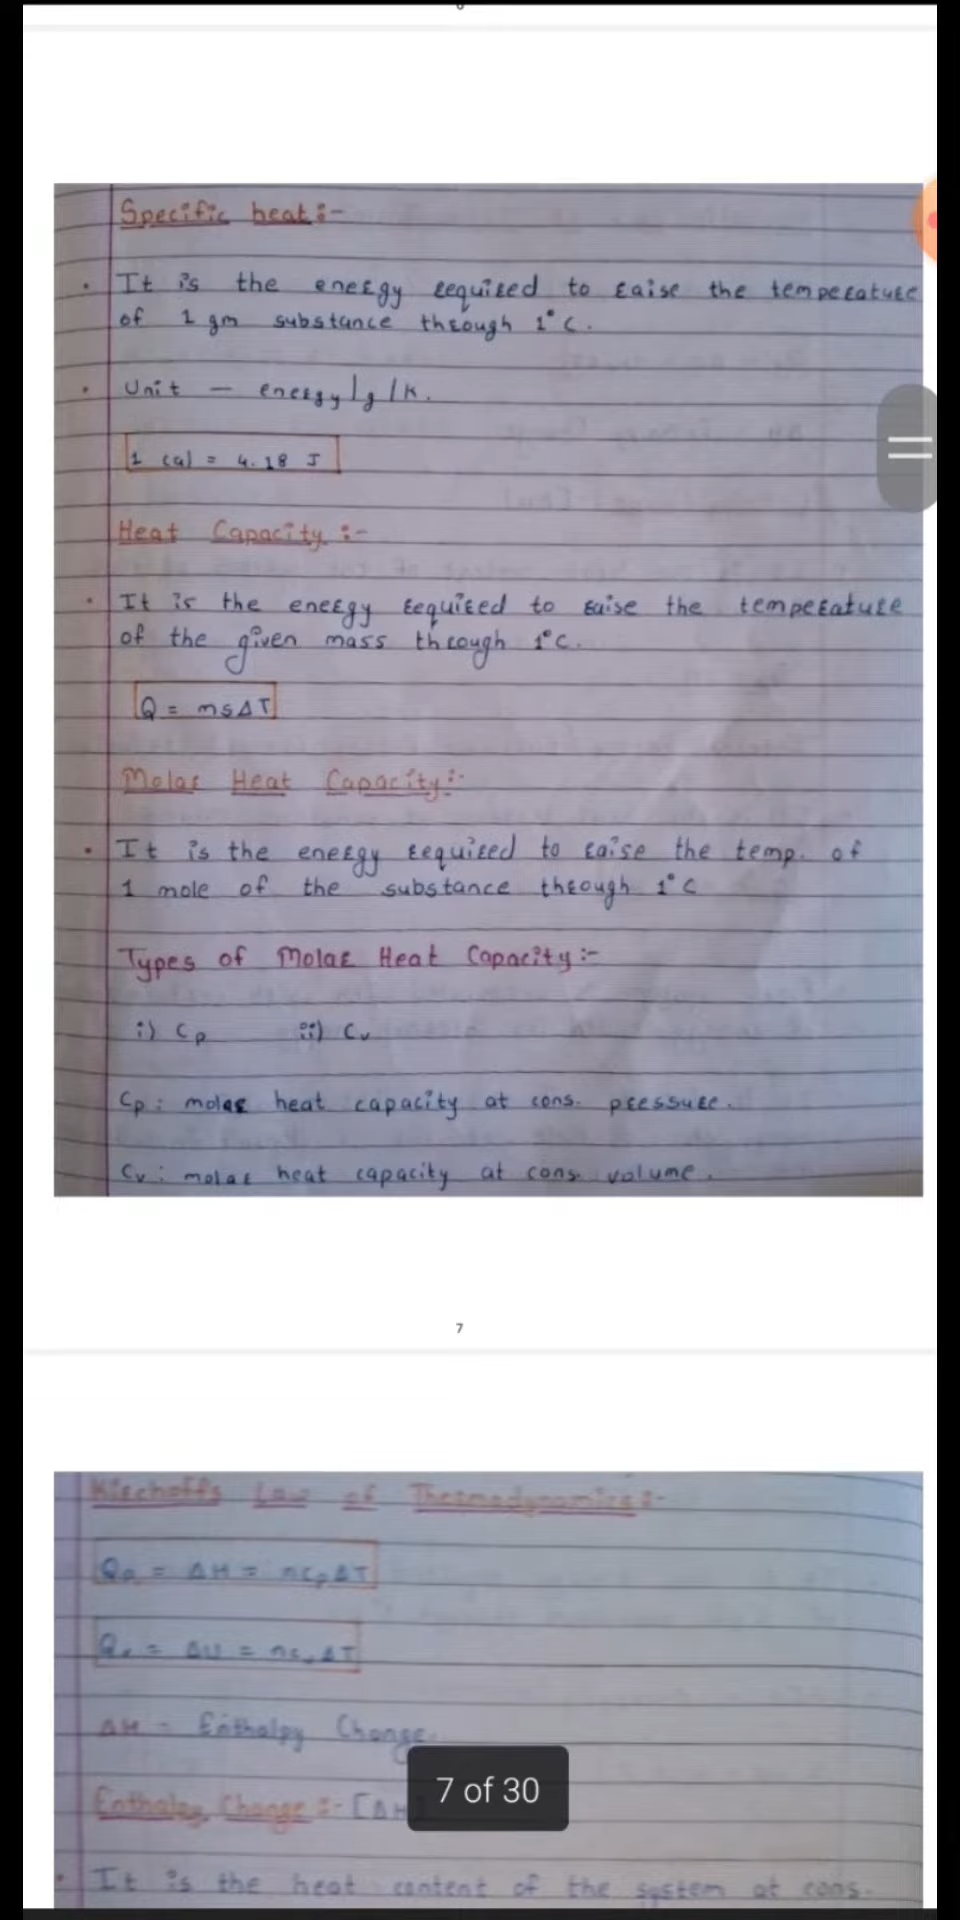 Specific heat :-
• It is the energy required to raise the temperature
of 1 gm substance through 1° C.
• Unit – energy/g/K.
1 cal = 4.18 J
Heat Capacity :-
• It is the energy required to raise the temperature
of the given mass through 1°C.
Q = msΔT
Molar Heat Capacity :-
• It is the energy required to raise the temp. of
1 mole of the substance through 1° C
Types of Molar Heat Capacity :-
i) Cp ii) Cv
Cp : molar heat capacity at cons. pressure.
Cv : molar heat capacity at cons. volume.
7
Kirchoffs Law of Thermodynamics :-
Qp = ΔH = nCpΔT
Qv = ΔU = nCvΔT
ΔH – Enthalpy Change.
Enthalpy Change :- [ΔH]
7 of 30
• It is the heat content of the system at cons.